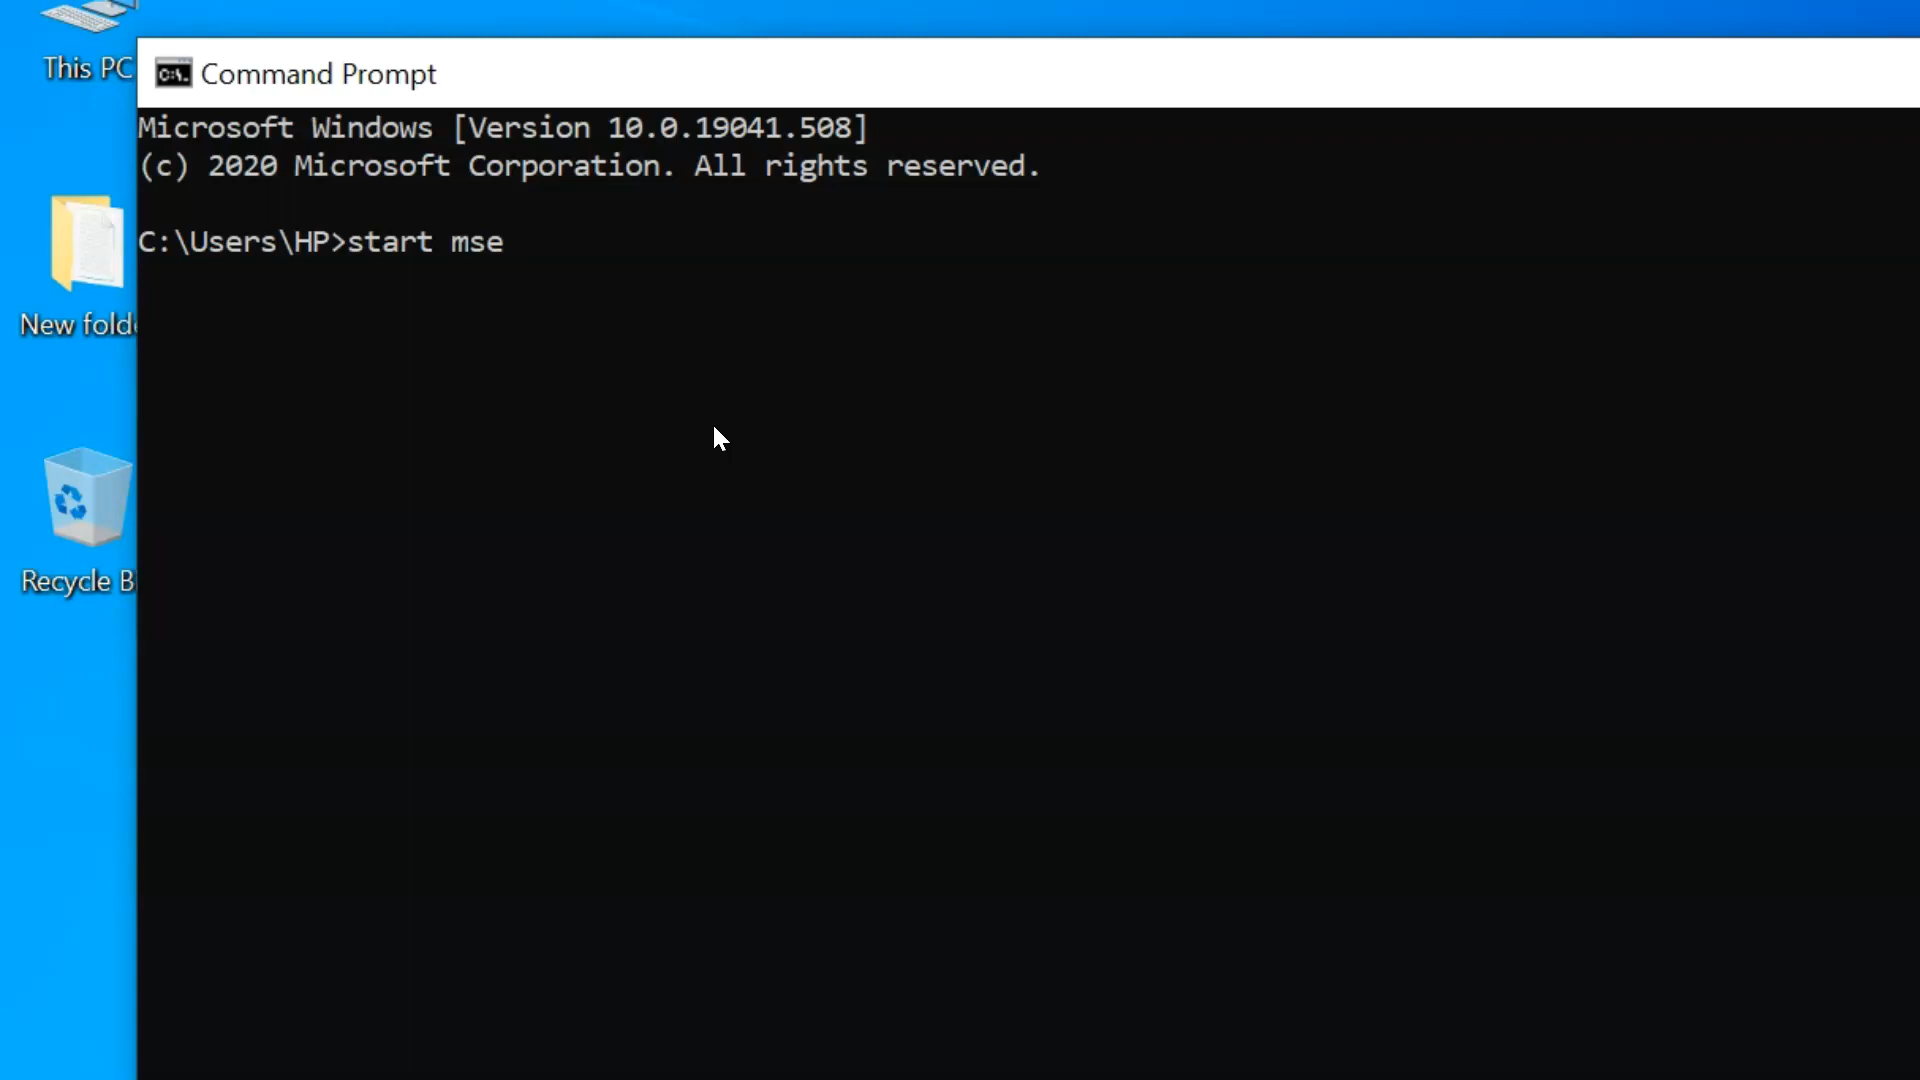 This PC
Command Prompt
Microsoft Windows [Version 10.0.19041.508]
(c) 2020 Microsoft Corporation. All rights reserved.
C:\Users\HP>start mse
New folde
Recycle B